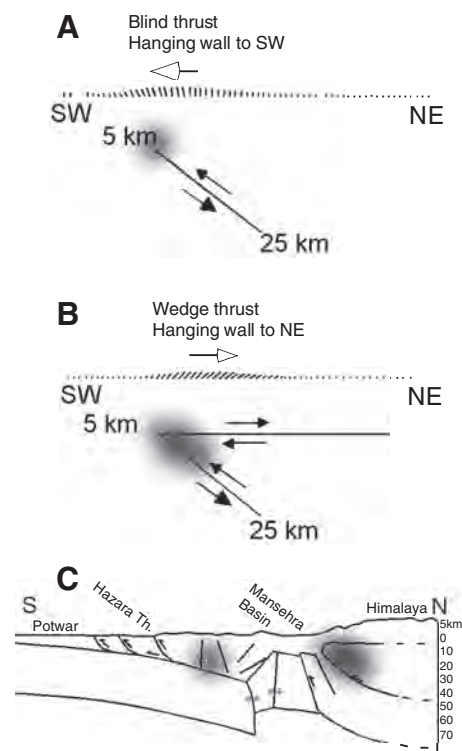 A
Blind thrust
Hanging wall to SW
SW
NE
5 km
25 km
B
Wedge thrust
Hanging wall to NE
SW
NE
5 km
25 km
C
S
Potwar
Hazara Th.
Mansehra
Basin
Himalaya
N
5km
0
10
20
30
40
50
60
70